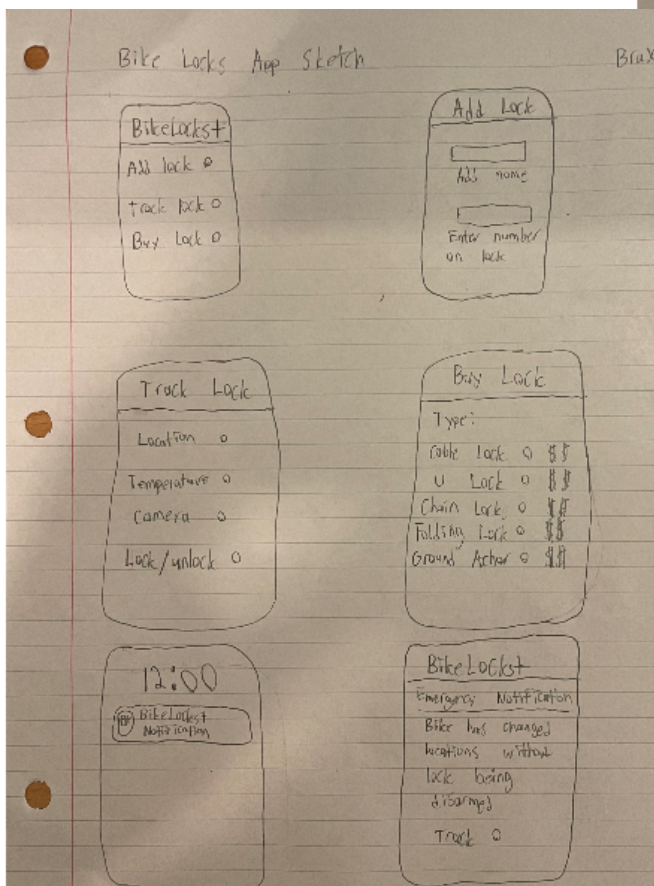 Bike Locks App Sketch
Brax
BikeLocks+
Add lock
Track lock
Buy Lock
Add Lock
Add name
Enter number
on lock
Track Lock
Location
Temperature
Camera
Lock/unlock
Buy Lock
Type:
Cable Lock $$
U Lock $$
Chain Lock $$
Folding Lock $$
Ground Achor $$
12:00
BikeLocks+
Notification
BikeLocks+
Emergency Notification
Bike has changed
locations without
lock being
disarmed
Track